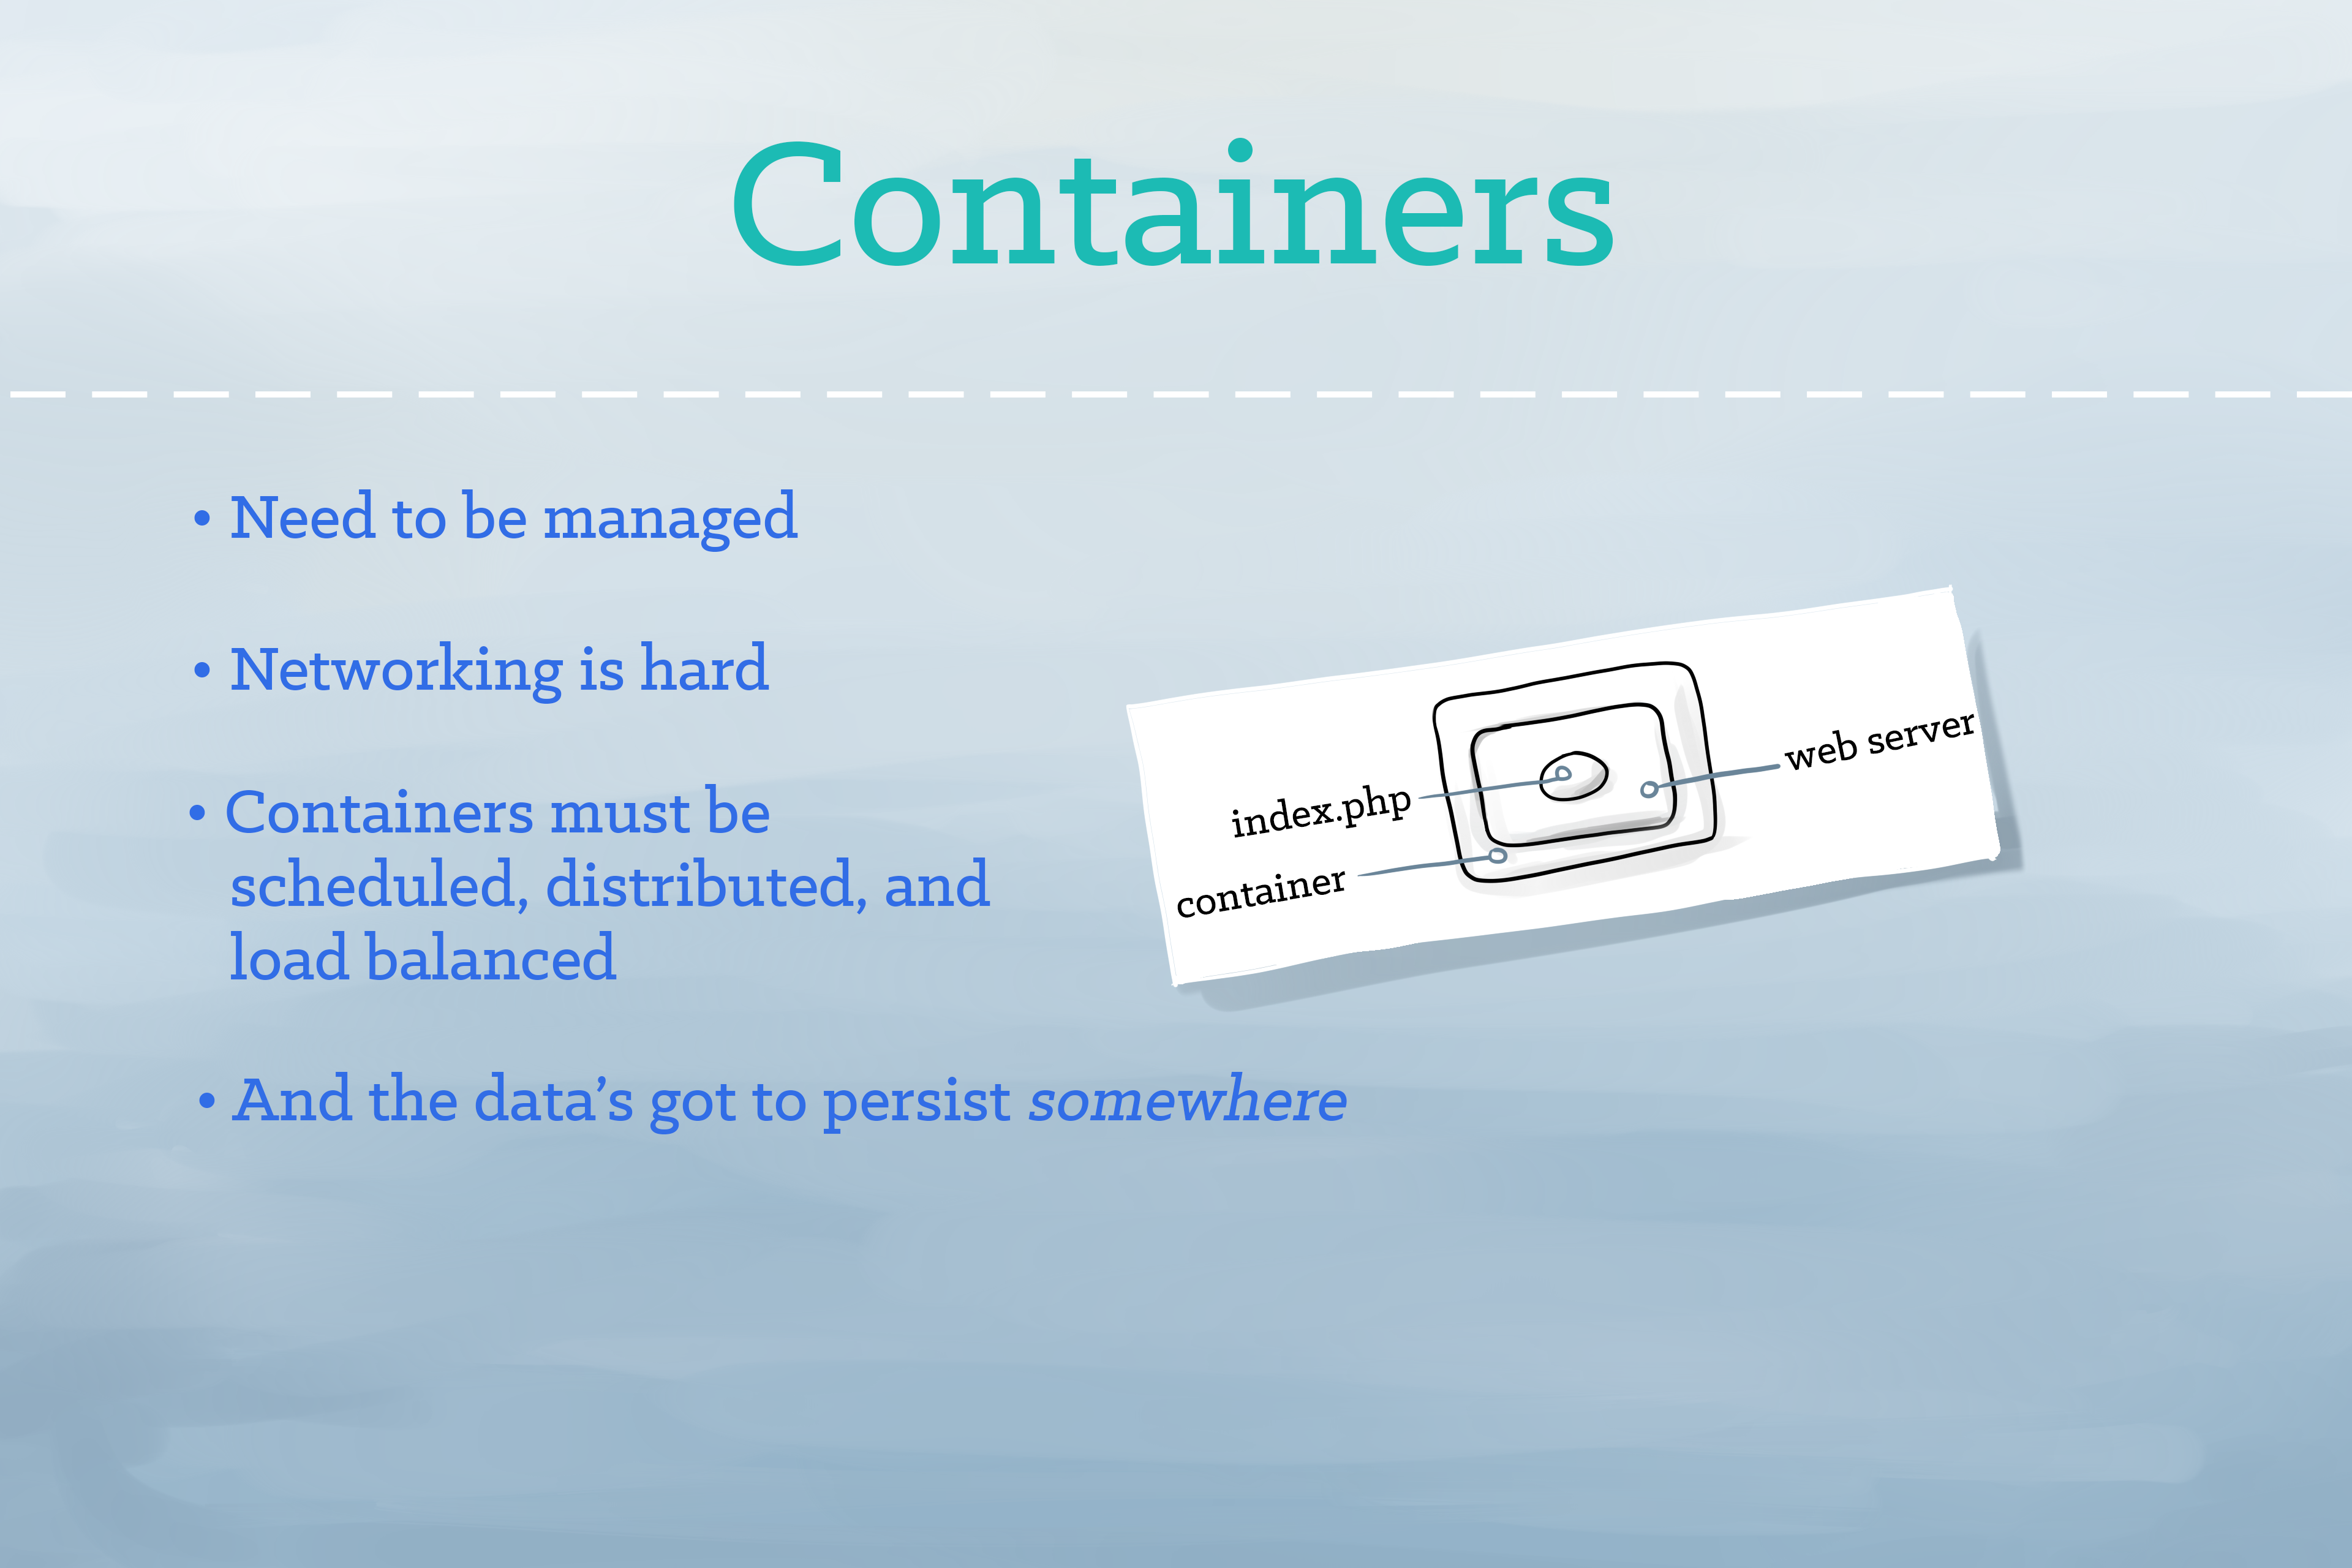 Containers
• Need to be managed
• Networking is hard
• Containers must be
scheduled, distributed, and
load balanced
• And the data’s got to persist somewhere
index.php
container
web server